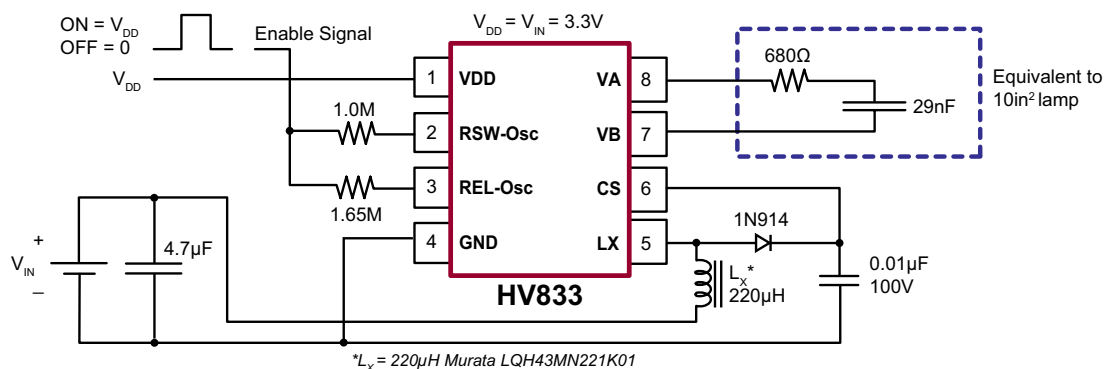 ON = VDD
OFF = 0
Enable Signal
VDD = VIN = 3.3V
VDD
1 VDD
VA 8
680Ω
29nF
Equivalent to
10in² lamp
1.0M
2 RSW-Osc
VB 7
1.65M
3 REL-Osc
CS 6
4 GND
LX 5
1N914
+
VIN
–
4.7µF
LX*
220µH
0.01µF
100V
HV833
*LX = 220µH Murata LQH43MN221K01